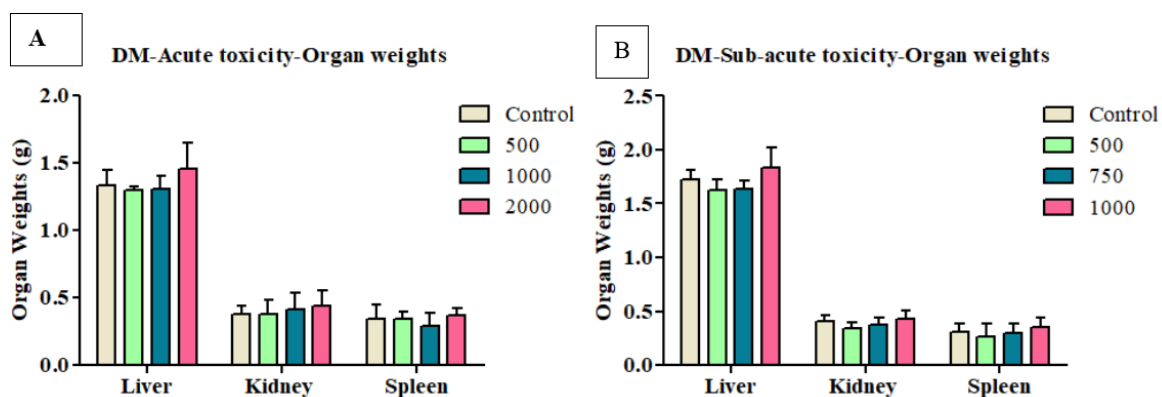 A
DM-Acute toxicity-Organ weights
Organ Weights (g)
2.0
1.5
1.0
0.5
0.0
Liver Kidney Spleen
Control
500
1000
2000
B
DM-Sub-acute toxicity-Organ weights
Organ Weights (g)
2.5
2.0
1.5
1.0
0.5
0.0
Liver Kidney Spleen
Control
500
750
1000